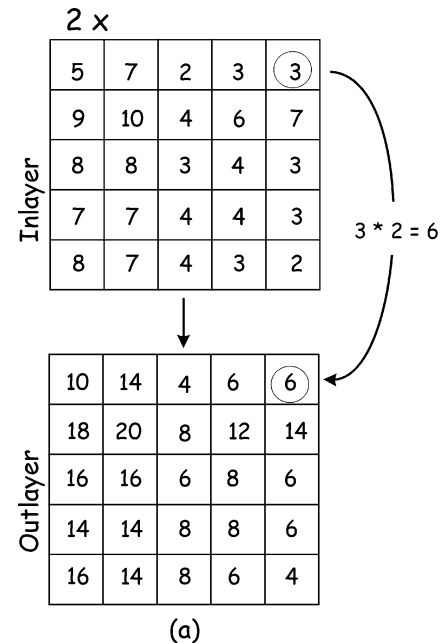 2 x
Inlayer
5 7 2 3 3
9 10 4 6 7
8 8 3 4 3
7 7 4 4 3
8 7 4 3 2
3 * 2 = 6
Outlayer
10 14 4 6 6
18 20 8 12 14
16 16 6 8 6
14 14 8 8 6
16 14 8 6 4
(a)